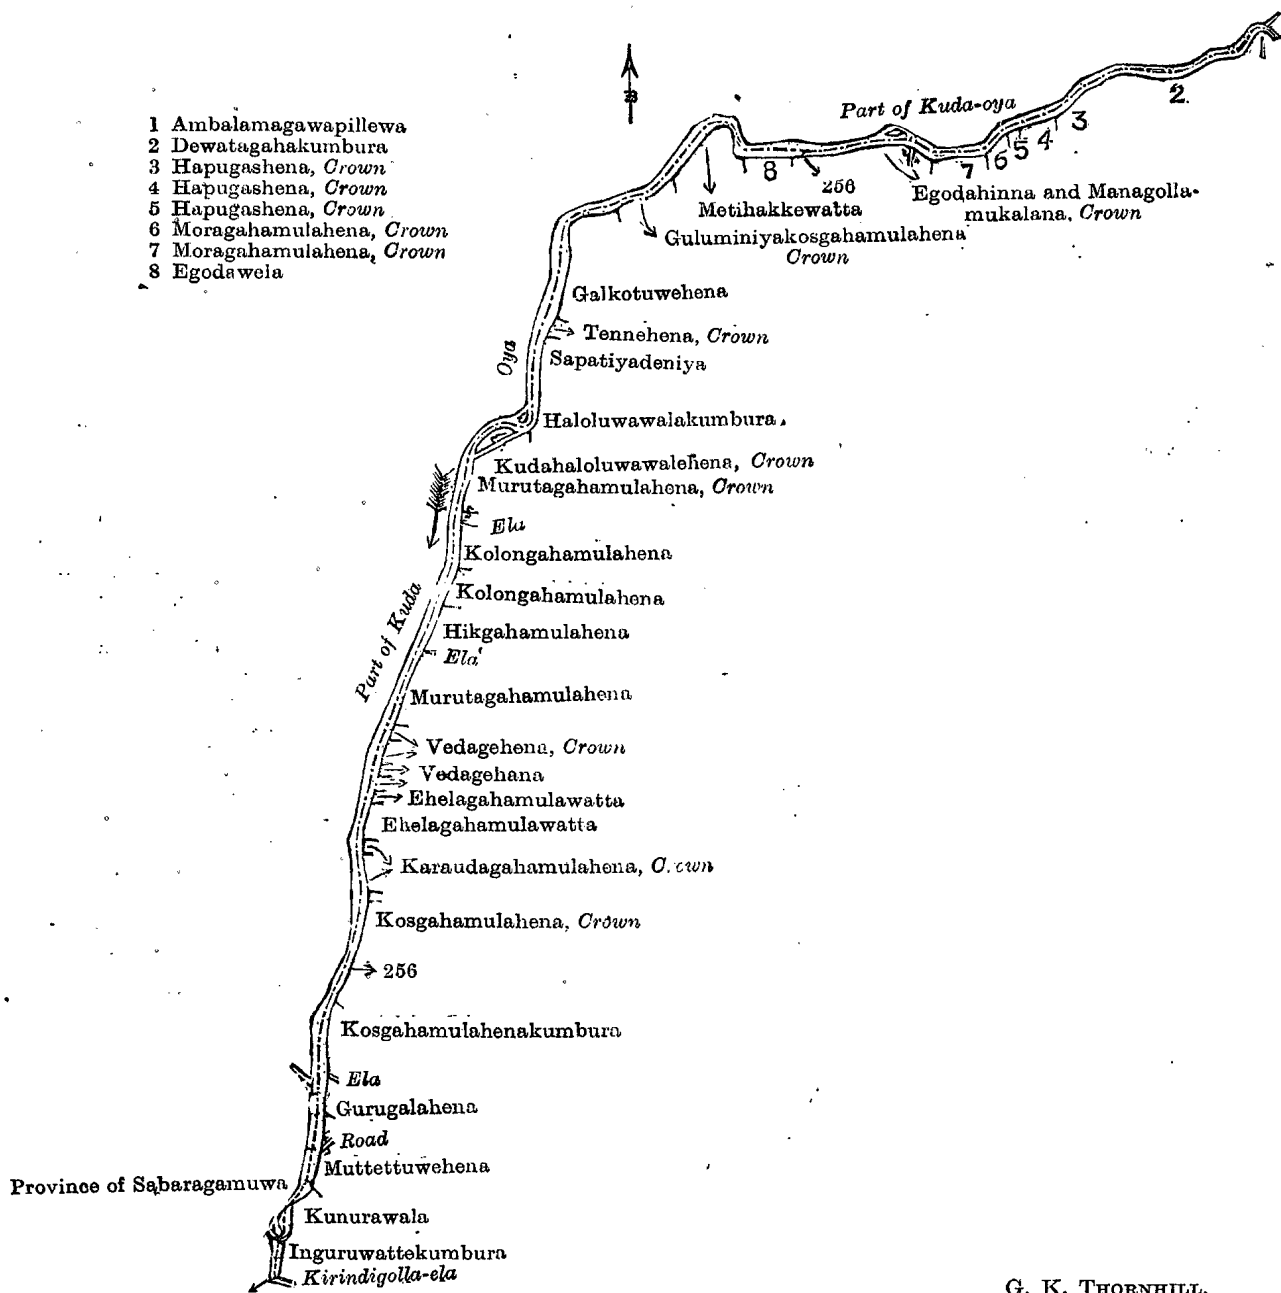 1 Ambalamagawapillewa
2 Dewatagahakumbura
3 Hapugashena, Crown
4 Hapugashena, Crown
5 Hapugashena, Crown
6 Moragahamulahena, Crown
7 Moragahamulahena, Crown
8 Egodawela
Part of Kuda-oya
1
2.
3
4
5
6
7
8
256
Egodahinna and Managolla-
mukalana, Crown
Metihakkewatta
Guluminiyakosgahamulahena
Crown
Galkotuwehena
Tennehena, Crown
Oya
Sapatiyadeniya
Haloluwawalakumbura
Kudahaloluwawalehena, Crown
Murutagahamulahena, Crown
Ela
Kolongahamulahena
Kolongahamulahena
Part of Kuda
Hikgahamulahena
Ela
Murutagahamulahena
Vedagehena, Crown
Vedagehana
Ehelagahamulawatta
Ehelagahamulawatta
Karaudagahamulahena, Crown
Kosgahamulahena, Crown
256
Kosgahamulahenakumbura
Ela
Gurugalahena
Road
Muttettuwehena
Province of Sabaragamuwa
Kunurawala
Inguruwattekumbura
Kirindigolla-ela
G. K. THORNHILL.